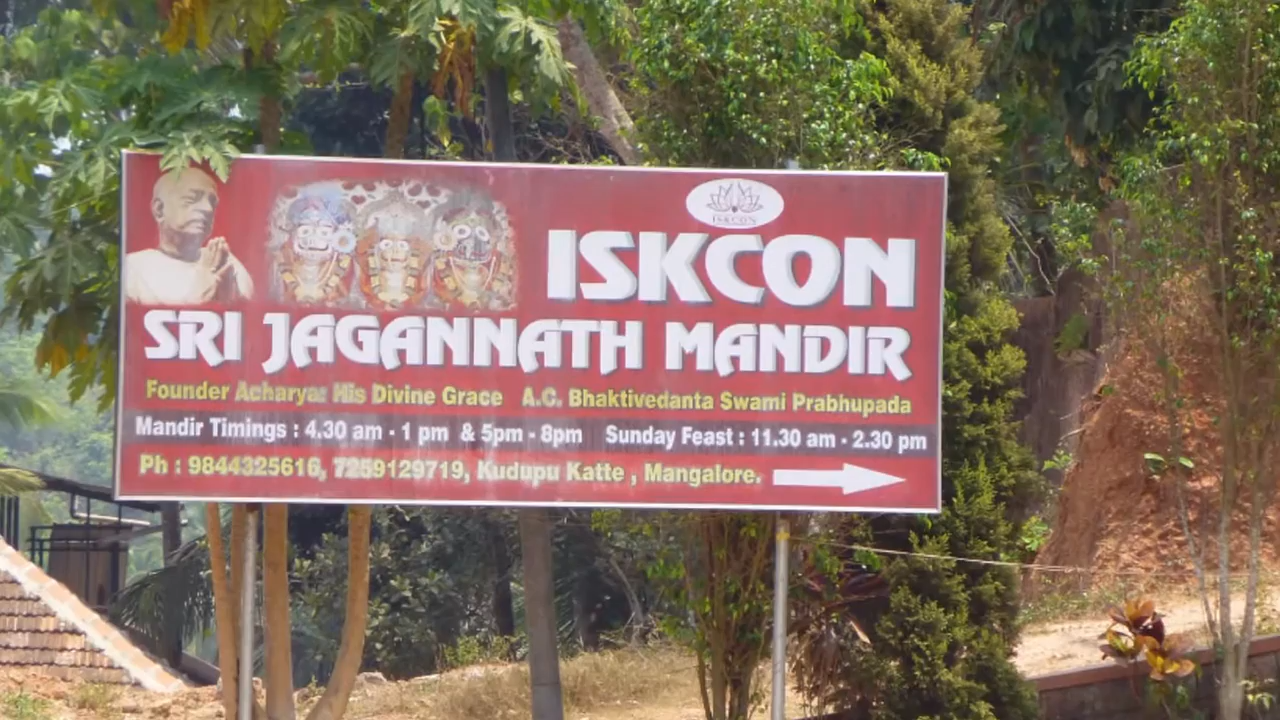 ISKCON
ISKCON
SRI JAGANNATH MANDIR
Founder Acharya: His Divine Grace A.C. Bhaktivedanta Swami Prabhupada
Mandir Timings : 4.30 am - 1 pm & 5pm - 8pm Sunday Feast : 11.30 am - 2.30 pm
Ph : 9844325616, 7259129719, Kudupu Katte , Mangalore.